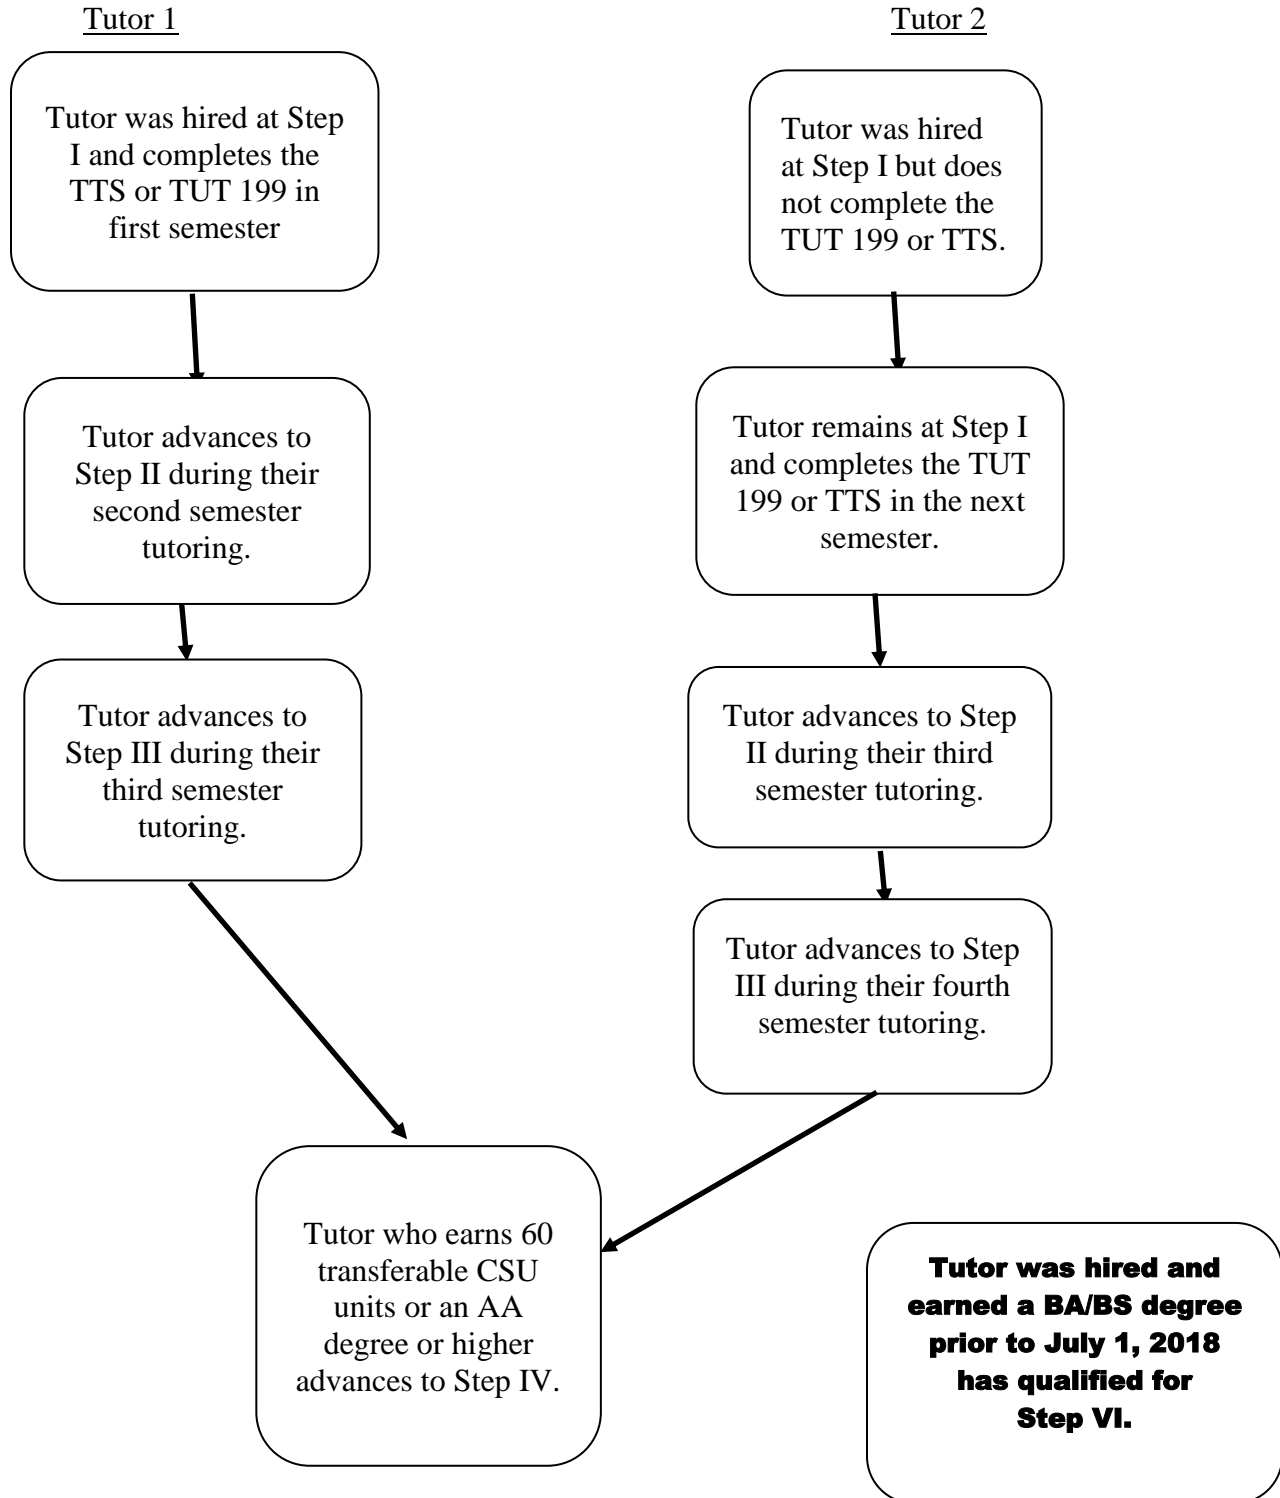 Tutor 1
Tutor was hired at Step
I and completes the
TTS or TUT 199 in
first semester
Tutor advances to
Step II during their
second semester
tutoring.
Tutor advances to
Step III during their
third semester
tutoring.
Tutor 2
Tutor was hired
at Step I but does
not complete the
TUT 199 or TTS.
Tutor remains at Step I
and completes the TUT
199 or TTS in the next
semester.
Tutor advances to Step
II during their third
semester tutoring.
Tutor advances to Step
III during their fourth
semester tutoring.
Tutor who earns 60
transferable CSU
units or an AA
degree or higher
advances to Step IV.
Tutor was hired and
earned a BA/BS degree
prior to July 1, 2018
has qualified for
Step VI.